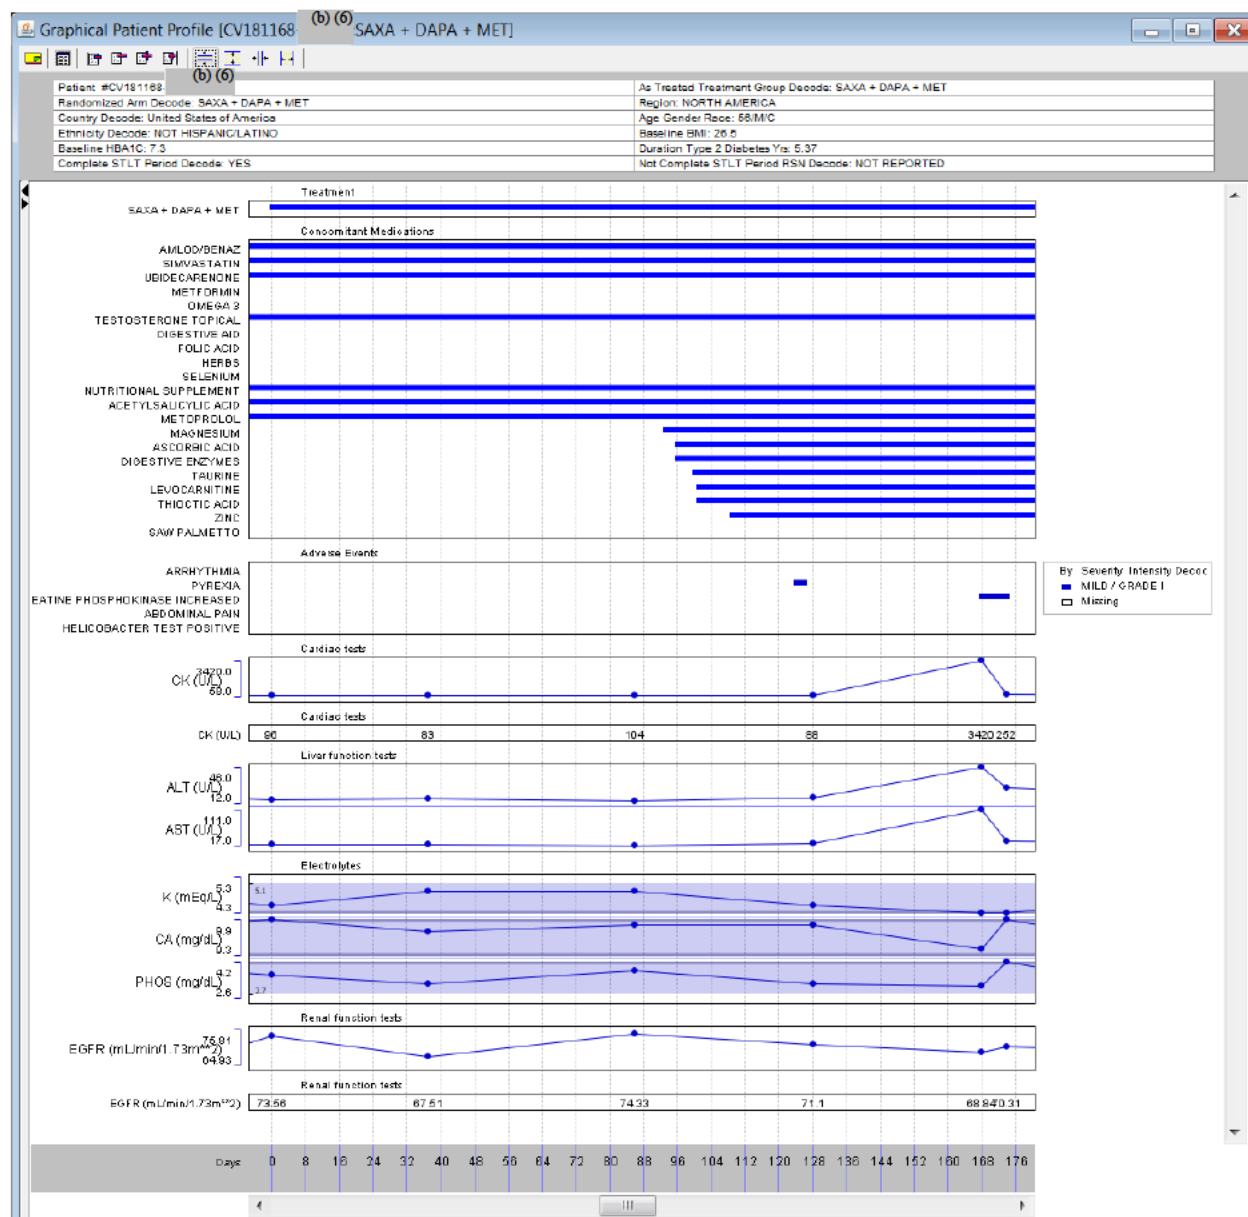 Graphical Patient Profile [CV181168- (b) (6) SAXA + DAPA + MET]
(b) (6)
Patient #CV181168-
As Treated Treatment Group Decode: SAXA + DAPA + MET
Randomized Arm Decode: SAXA + DAPA + MET
Region: NORTH AMERICA
Country Decode: United States of America
Age Gender Race: 56/M/C
Ethnicity Decode: NOT HISPANIC/LATINO
Baseline BMI: 26.5
Baseline HBA1C: 7.3
Duration Type 2 Diabetes Yrs: 5.37
Complete STLT Period Decode: YES
Not Complete STLT Period RSN Decode: NOT REPORTED
Treatment
SAXA + DAPA + MET
Concomitant Medications
AMLOD/BENAZ
SIMVASTATIN
UBIDECARENONE
METFORMIN
OMEGA 3
TESTOSTERONE TOPICAL
DIGESTIVE AID
FOLIC ACID
HERBS
SELENIUM
NUTRITIONAL SUPPLEMENT
ACETYLSALICYLIC ACID
METOPROLOL
MAGNESIUM
ASCORBIC ACID
DIGESTIVE ENZYMES
TAURINE
LEVOCARNITINE
THIOCTIC ACID
ZINC
SAW PALMETTO
Adverse Events
ARRHYTHMIA
PYREXIA
EATINE PHOSPHOKINASE INCREASED
ABDOMINAL PAIN
HELICOBACTER TEST POSITIVE
By Severity Intensity Decod
MILD / GRADE I
Missing
Cardiac tests
3420.0
CK (U/L)
Cardiac tests
CK (U/L) 90 83 104 68 3420 252
Liver function tests
ALT (U/L)
12.0
111.0
AST (U/L)
17.0
Electrolytes
5.3
5.1
K (mEq/L)
4.3
9.9
CA (mg/dL)
9.3
4.2
PHOS (mg/dL)
2.6
2.7
Renal function tests
EGFR (mL/min/1.73m**2)
Renal function tests
EGFR (mL/min/1.73m**2) 73.56 67.51 74.33 71.1 68.84 70.31
Days 0 8 16 24 32 40 48 56 64 72 80 88 96 104 112 120 128 136 144 152 160 168 176